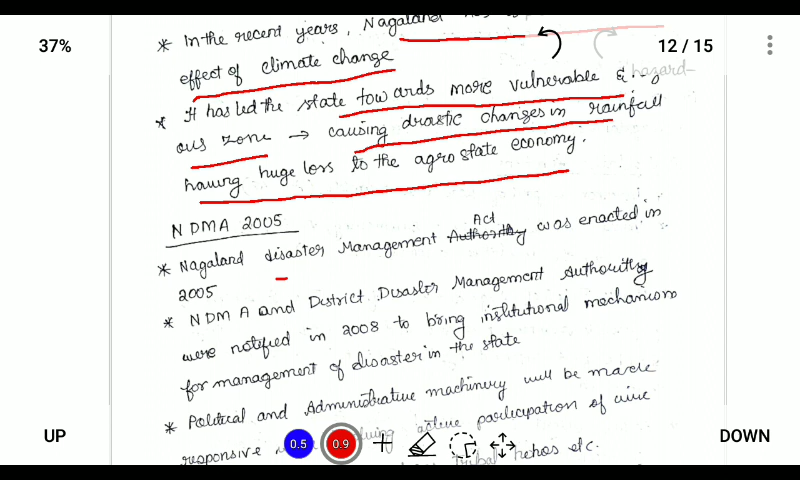 37%
12 / 15
* In the recent years, Nagaland
effect of climate change
* It has led the state towards more vulnerable & hazard-
ous zone → causing drastic changes in rainfall
having huge loss to the agro state economy.
NDMA 2005
* Nagaland disaster Management Authority Act was enacted in
2005
* NDMA and District Disaster Management Authority
were notified in 2008 to bring institutional mechanism
for management of disaster in the state
* Political and Administrative machinery will be made
responsive active participation of
etc.
UP
0.5
0.9
DOWN